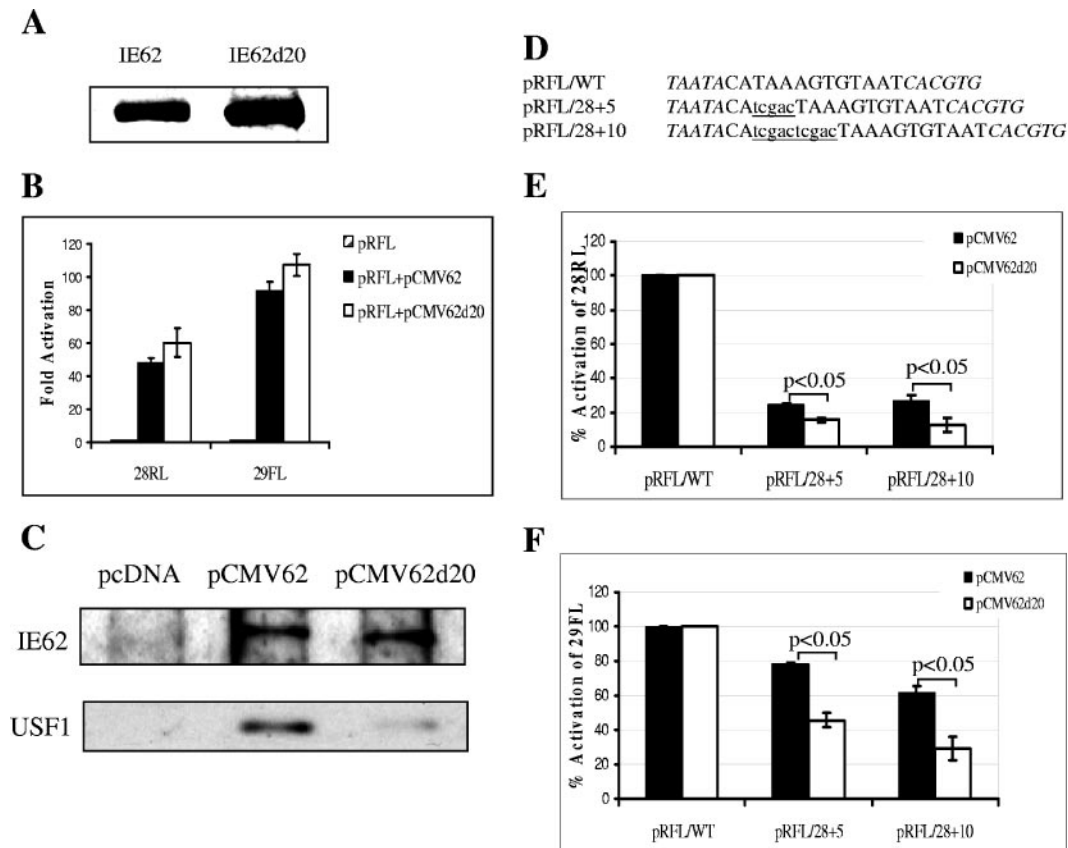 A
IE62 IE62d20
B
Fold Activation
120
100
80
60
40
20
0
28RL 29FL
pRFL
pRFL+pCMV62
pRFL+pCMV62d20
C
pcDNA pCMV62 pCMV62d20
IE62
USF1
D
pRFL/WT TAATACATAAAGTGTAATCACGTG
pRFL/28+5 TAATACAtcgacTAAAGTGTAATCACGTG
pRFL/28+10 TAATACAtcgactcgacTAAAGTGTAATCACGTG
E
% Activation of 28RL
120
100
80
60
40
20
0
pCMV62
pCMV62d20
p<0.05
p<0.05
pRFL/WT pRFL/28+5 pRFL/28+10
F
% Activation of 29FL
120
100
80
60
40
20
0
pCMV62
pCMV62d20
p<0.05
p<0.05
pRFL/WT pRFL/28+5 pRFL/28+10